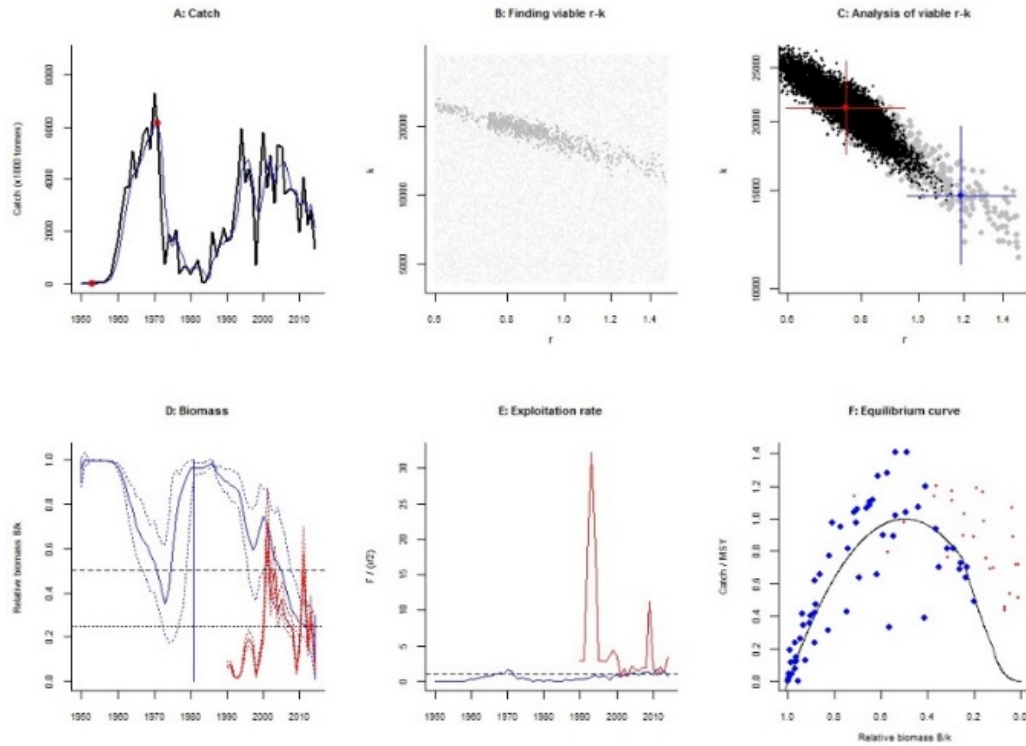 A: Catch
Catch (x1000 tonnes)
8000
6000
4000
2000
0
1950 1960 1970 1980 1990 2000 2010
B: Finding viable r-k
k
20000
10000
5000
0.6 0.8 1.0 1.2 1.4
r
C: Analysis of viable r-k
k
25000
20000
15000
10000
0.6 0.8 1.0 1.2 1.4
r
D: Biomass
Relative biomass B/k
1.0
0.8
0.6
0.4
0.2
0.0
1950 1960 1970 1980 1990 2000 2010
E: Exploitation rate
F / (r/2)
30
25
20
15
10
5
0
1950 1960 1970 1980 1990 2000 2010
F: Equilibrium curve
Catch / MSY
1.4
1.2
1.0
0.8
0.6
0.4
0.2
0.0
1.0 0.8 0.6 0.4 0.2 0.0
Relative biomass B/k